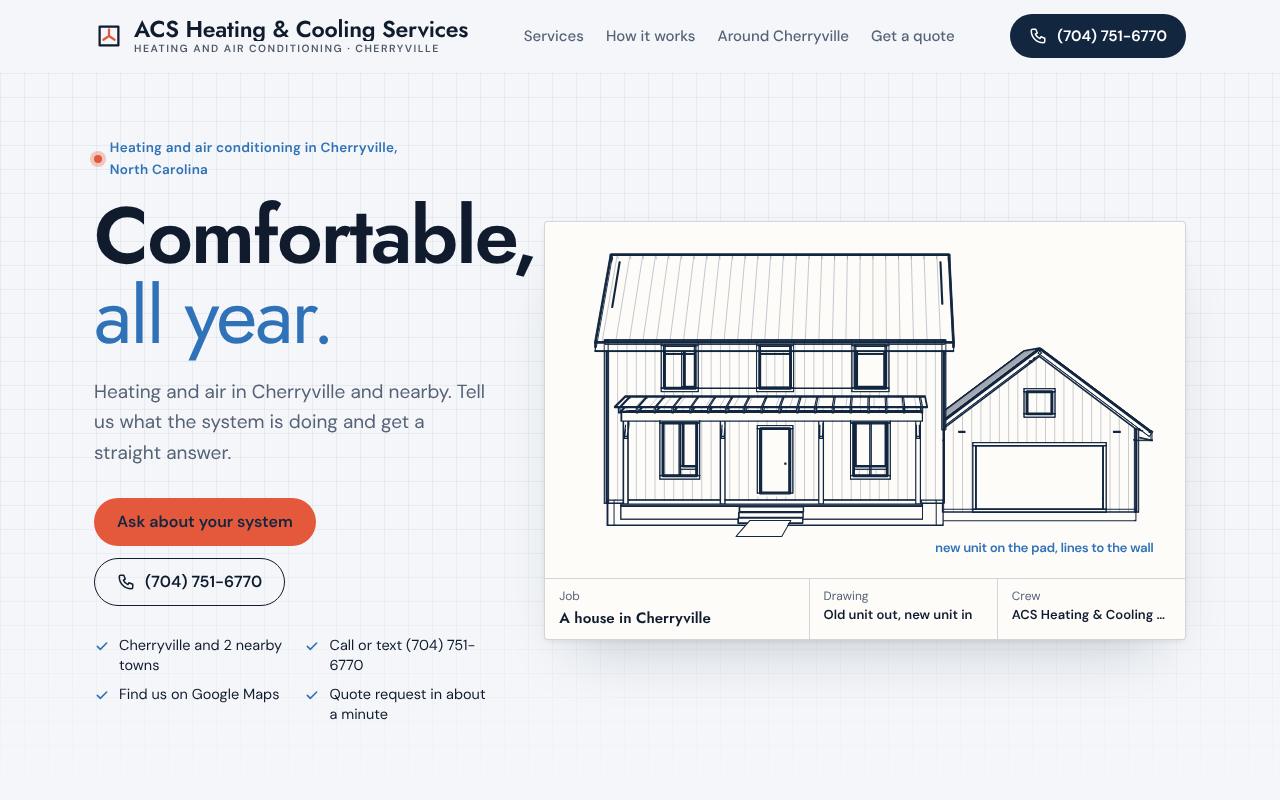 ACS Heating & Cooling Services
HEATING AND AIR CONDITIONING · CHERRYVILLE
Services
How it works
Around Cherryville
Get a quote
(704) 751-6770
Heating and air conditioning in Cherryville,
North Carolina
Comfortable,
all year.
Heating and air in Cherryville and nearby. Tell
us what the system is doing and get a
straight answer.
Ask about your system
(704) 751-6770
Cherryville and 2 nearby
towns
Call or text (704) 751-
6770
Find us on Google Maps
Quote request in about
a minute
new unit on the pad, lines to the wall
Job
A house in Cherryville
Drawing
Old unit out, new unit in
Crew
ACS Heating & Cooling ...